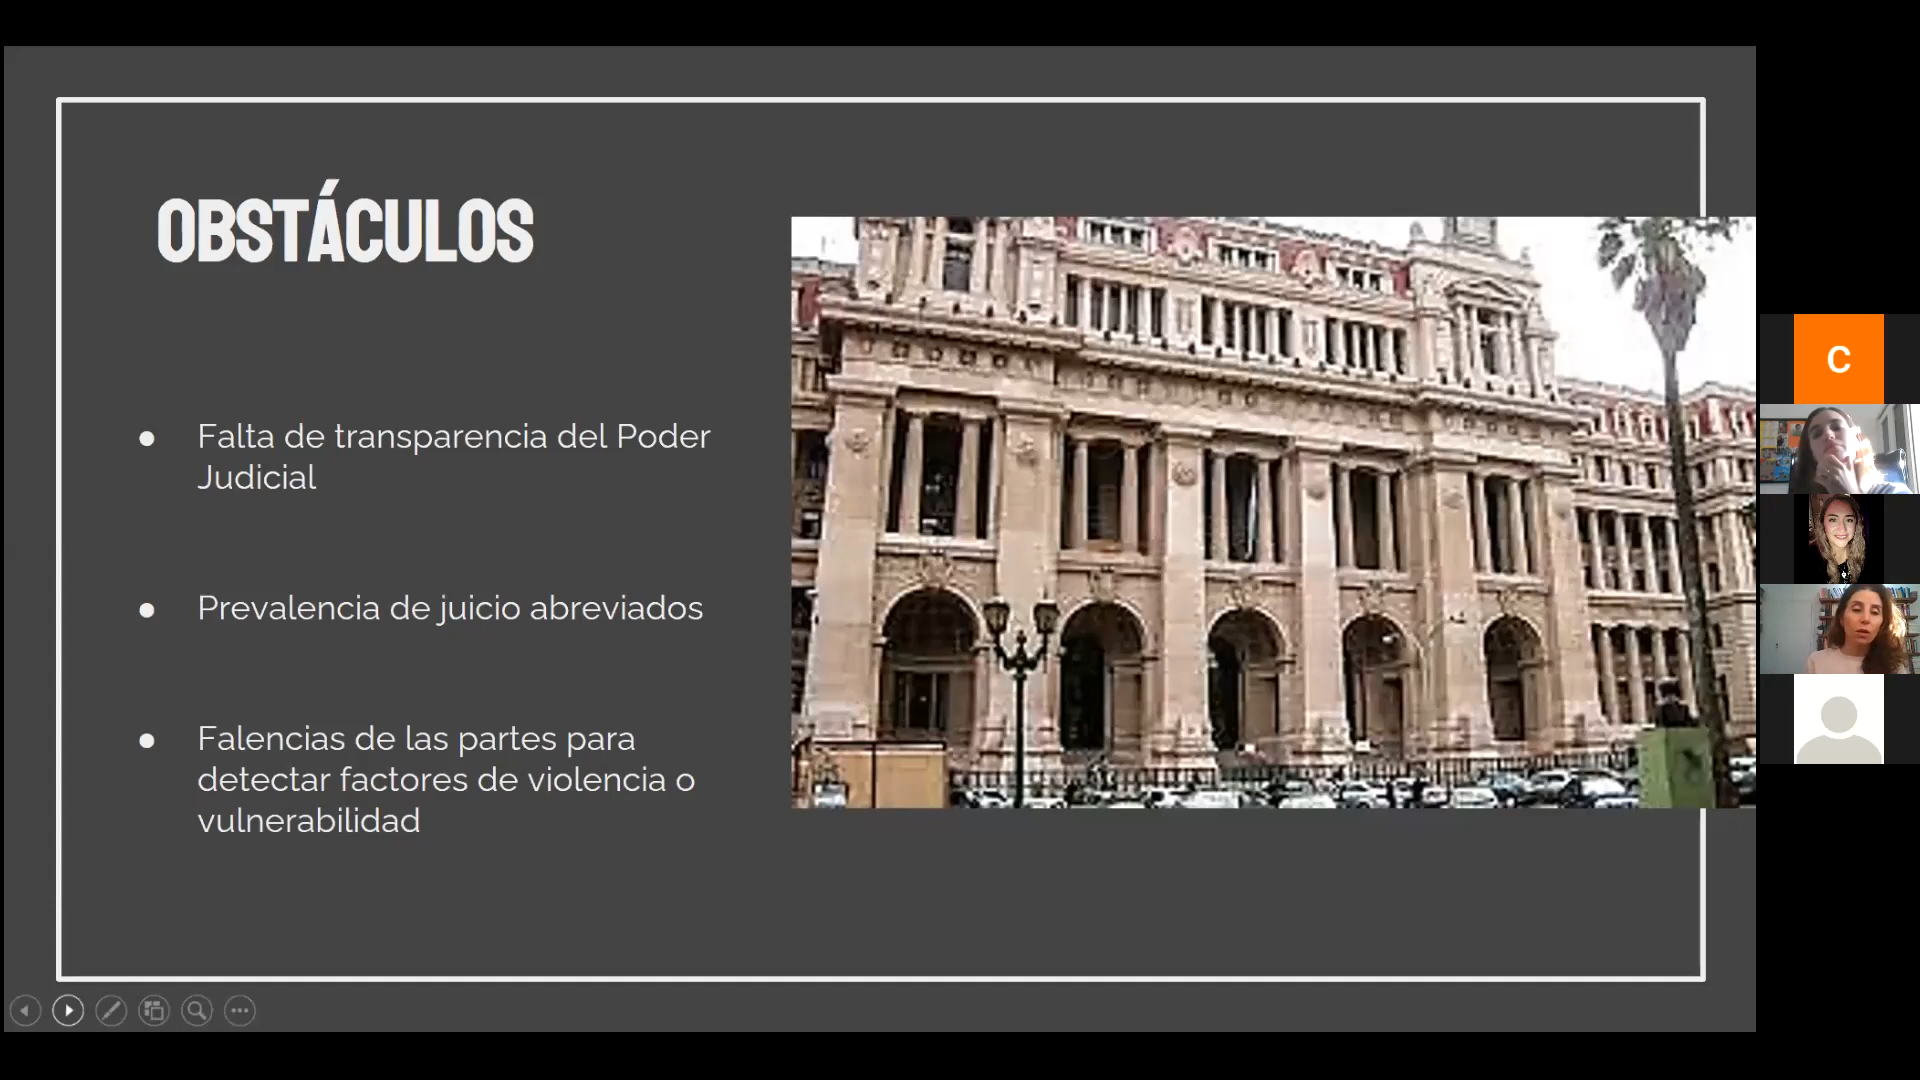 OBSTÁCULOS
● Falta de transparencia del Poder
Judicial
● Prevalencia de juicio abreviados
● Falencias de las partes para
detectar factores de violencia o
vulnerabilidad
C